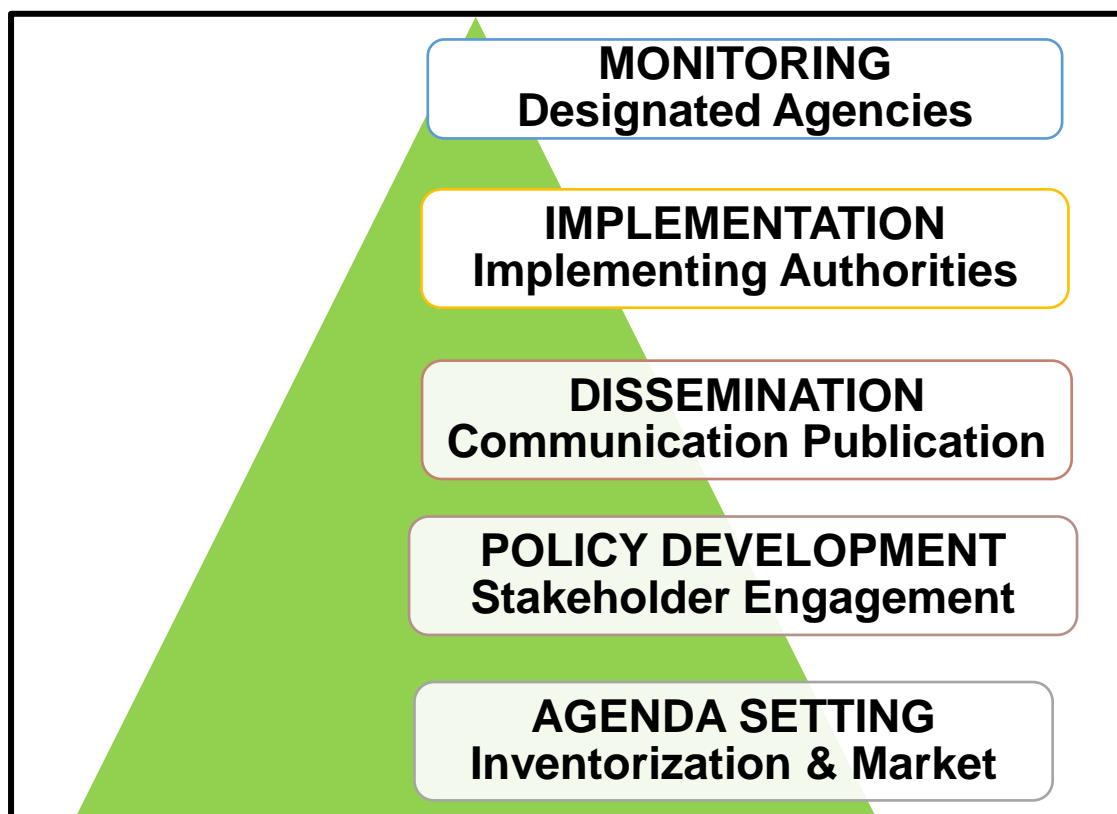 MONITORING
Designated Agencies
IMPLEMENTATION
Implementing Authorities
DISSEMINATION
Communication Publication
POLICY DEVELOPMENT
Stakeholder Engagement
AGENDA SETTING
Inventorization & Market